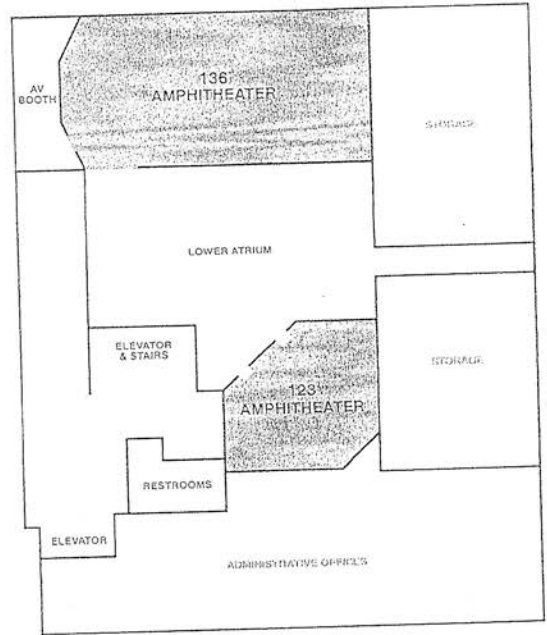 136
AMPHITHEATER
AV
BOOTH
STORAGE
LOWER ATRIUM
ELEVATOR
& STAIRS
STORAGE
123
AMPHITHEATER
RESTROOMS
ELEVATOR
ADMINISTRATIVE OFFICES